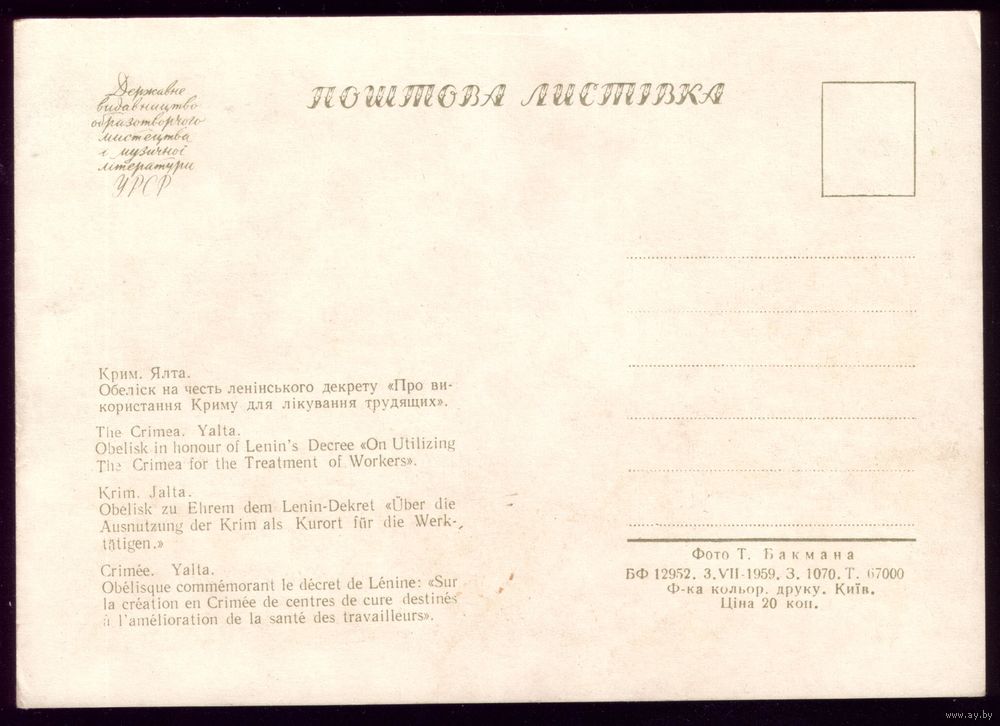 Державне
видавництво
образотворчого
мистецтва
і музичної
літератури
УРСР
ПОШТОВА ЛИСТІВКА
Крим. Ялта.
Обеліск на честь ленінського декрету «Про ви-
користання Криму для лікування трудящих».
The Crimea. Yalta.
Obelisk in honour of Lenin's Decree «On Utilizing
The Crimea for the Treatment of Workers».
Krim. Jalta.
Obelisk zu Ehrem dem Lenin-Dekret «Über die
Ausnutzung der Krim als Kurort für die Werk-
tätigen.»
Crimée. Yalta.
Obélisque commémorant le décret de Lénine: «Sur
la création en Crimée de centres de cure destinés
à l'amélioration de la santé des travailleurs».
Фото Т. Бакмана
БФ 12952. 3.VII-1959. З. 1070. Т. 67000
Ф-ка кольор. друку. Київ.
Ціна 20 коп.
www.ay.by